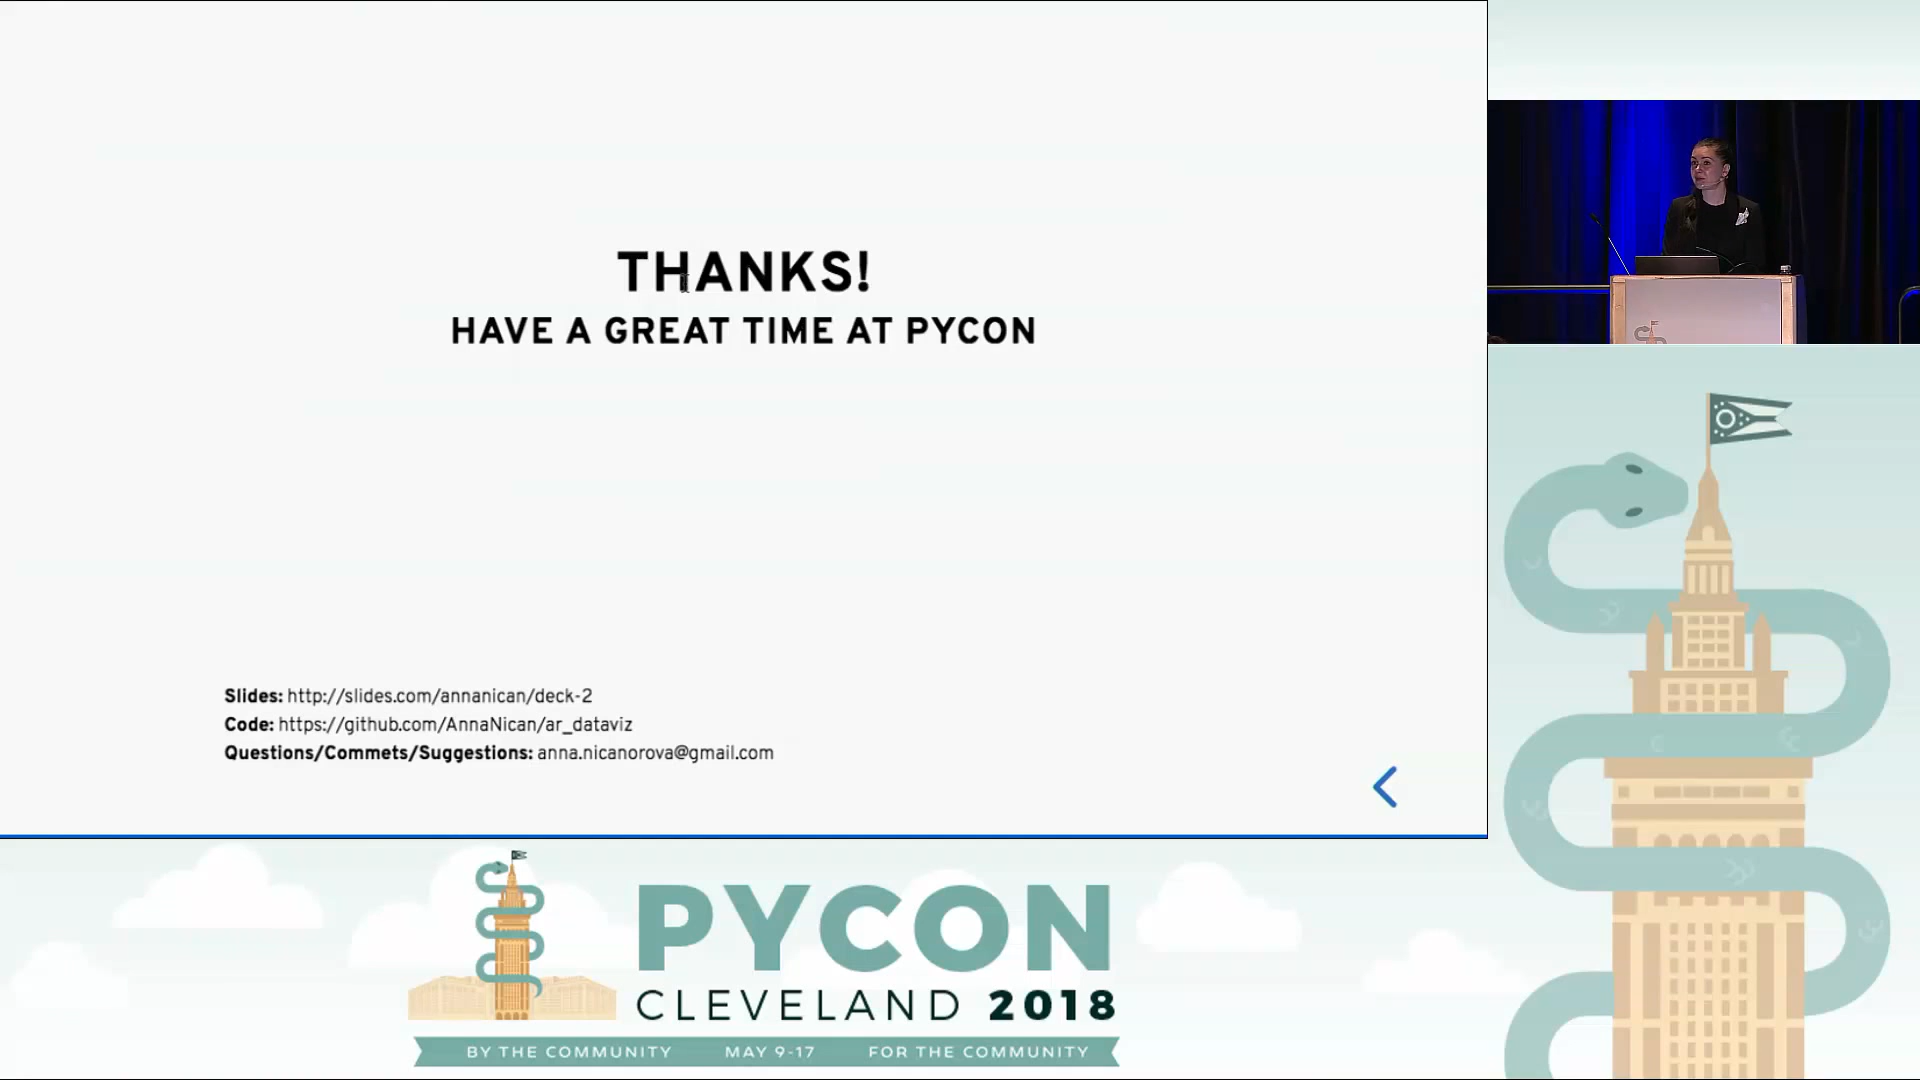 THANKS!
HAVE A GREAT TIME AT PYCON
Slides: http://slides.com/annanican/deck-2
Code: https://github.com/AnnaNican/ar_dataviz
Questions/Commets/Suggestions: anna.nicanorova@gmail.com
PYCON
CLEVELAND 2018
BY THE COMMUNITY MAY 9-17 FOR THE COMMUNITY